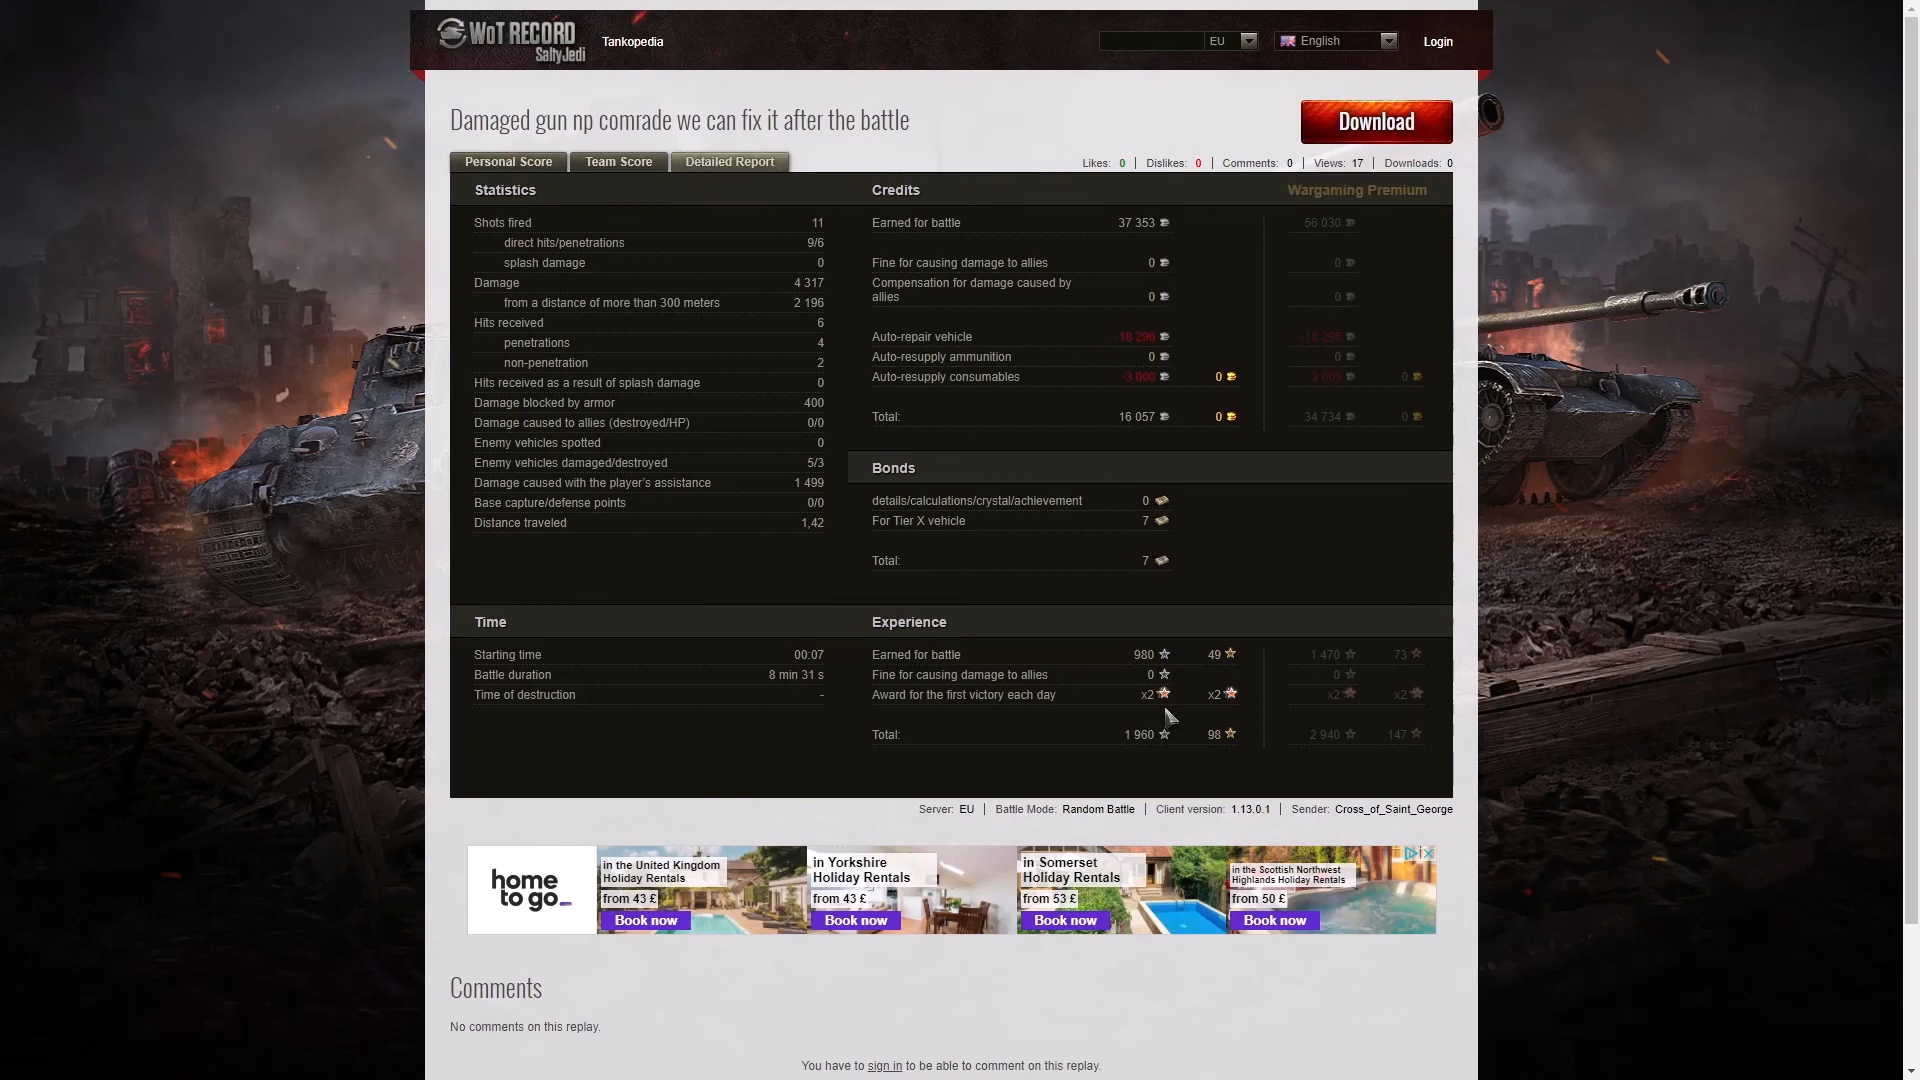 WoT RECORD
SaltyJedi
Tankopedia
EU
English
Login
Damaged gun np comrade we can fix it after the battle
Download
Personal Score
Team Score
Detailed Report
Likes: 0 | Dislikes: 0 | Comments: 0 | Views: 17 | Downloads: 0
Statistics
Shots fired 11
direct hits/penetrations 9/6
splash damage 0
Damage 4 317
from a distance of more than 300 meters 2 196
Hits received 6
penetrations 4
non-penetration 2
Hits received as a result of splash damage 0
Damage blocked by armor 400
Damage caused to allies (destroyed/HP) 0/0
Enemy vehicles spotted 0
Enemy vehicles damaged/destroyed 5/3
Damage caused with the player's assistance 1 499
Base capture/defense points 0/0
Distance traveled 1,42
Credits Wargaming Premium
Earned for battle 37 353 56 030
Fine for causing damage to allies 0 0
Compensation for damage caused by
allies 0 0
Auto-repair vehicle -18 296 -18 296
Auto-resupply ammunition 0 0
Auto-resupply consumables -3 000 0 3 000 0
Total: 16 057 0 34 734 0
Bonds
details/calculations/crystal/achievement 0
For Tier X vehicle 7
Total: 7
Time
Starting time 00:07
Battle duration 8 min 31 s
Time of destruction -
Experience
Earned for battle 980 49 1 470 73
Fine for causing damage to allies 0 0
Award for the first victory each day x2 x2 x2 x2
Total: 1 960 98 2 940 147
Server: EU | Battle Mode: Random Battle | Client version: 1.13.0.1 | Sender: Cross_of_Saint_George
home
to go_
in the United Kingdom
Holiday Rentals
from 43 £
Book now
in Yorkshire
Holiday Rentals
from 43 £
Book now
in Somerset
Holiday Rentals
from 53 £
Book now
in the Scottish Northwest
Highlands Holiday Rentals
from 50 £
Book now
Comments
No comments on this replay.
You have to sign in to be able to comment on this replay.